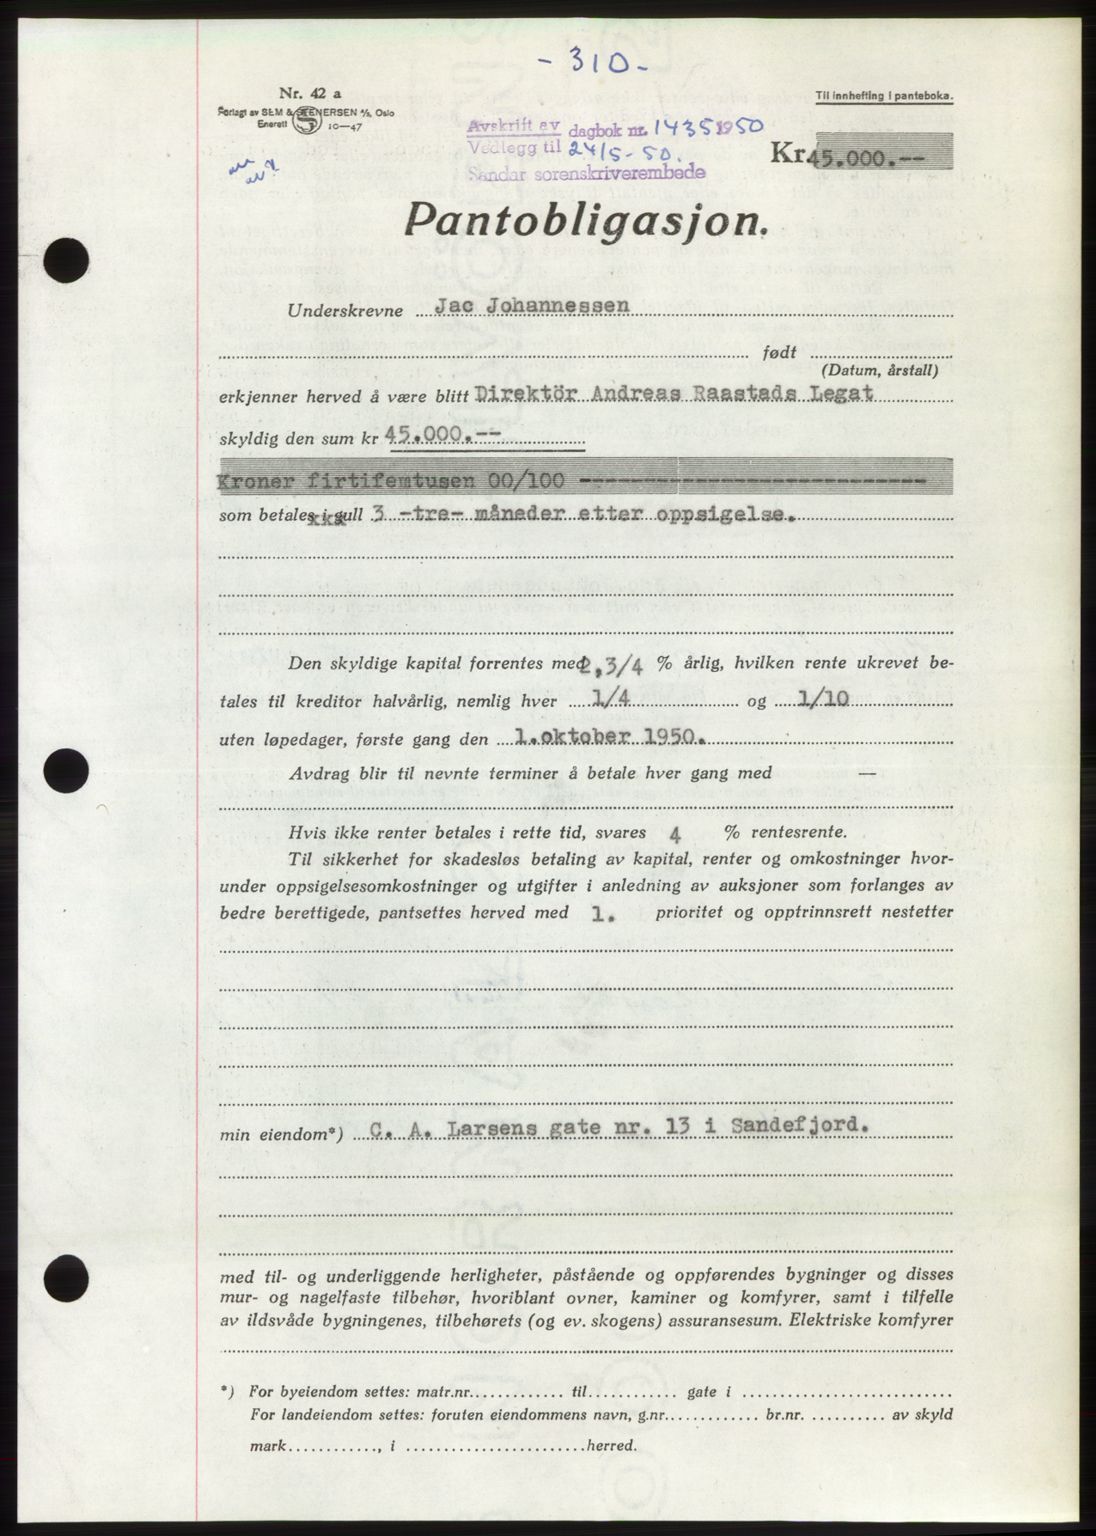 - 310 -
Nr. 42 a
Forlagt av SEM & STENERSEN A/S, Oslo
Enerett 10—47
Til innhefting i panteboka.
Avskrift av dagbok nr. 1435 1950
Vedlegg til 24/5-50.
Sandar sorenskriverembede
Kr. 45.000.--
Pantobligasjon.
Underskrevne Jac Johannessen
født
(Datum, årstall)
erkjenner herved å være blitt Direktör Andreas Raastads Legat
skyldig den sum kr 45.000.--
Kroner firtifemtusen 00/100 ---------------------------
som betales i gull 3 -tre- måneder etter oppsigelse.
Den skyldige kapital forrentes med 2,3/4 % årlig, hvilken rente ukrevet be-
tales til kreditor halvårlig, nemlig hver 1/4 og 1/10
uten løpedager, første gang den 1.oktober 1950.
Avdrag blir til nevnte terminer å betale hver gang med —
Hvis ikke renter betales i rette tid, svares 4 % rentesrente.
Til sikkerhet for skadesløs betaling av kapital, renter og omkostninger hvor-
under oppsigelsesomkostninger og utgifter i anledning av auksjoner som forlanges av
bedre berettigede, pantsettes herved med 1. prioritet og opptrinnsrett nestetter
min eiendom*) C. A. Larsens gate nr. 13 i Sandefjord.
med til- og underliggende herligheter, påstående og oppførendes bygninger og disses
mur- og nagelfaste tilbehør, hvoriblant ovner, kaminer og komfyrer, samt i tilfelle
av ildsvåde bygningenes, tilbehørets (og ev. skogens) assuransesum. Elektriske komfyrer
*) For byeiendom settes: matr.nr............. til............ gate i ............................
For landeiendom settes: foruten eiendommens navn, g.nr............. br.nr. .......... av skyld
mark............, i ........................herred.